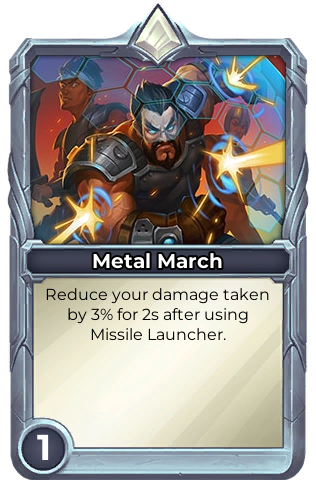 Metal March
Reduce your damage taken
by 3% for 2s after using
Missile Launcher.
1